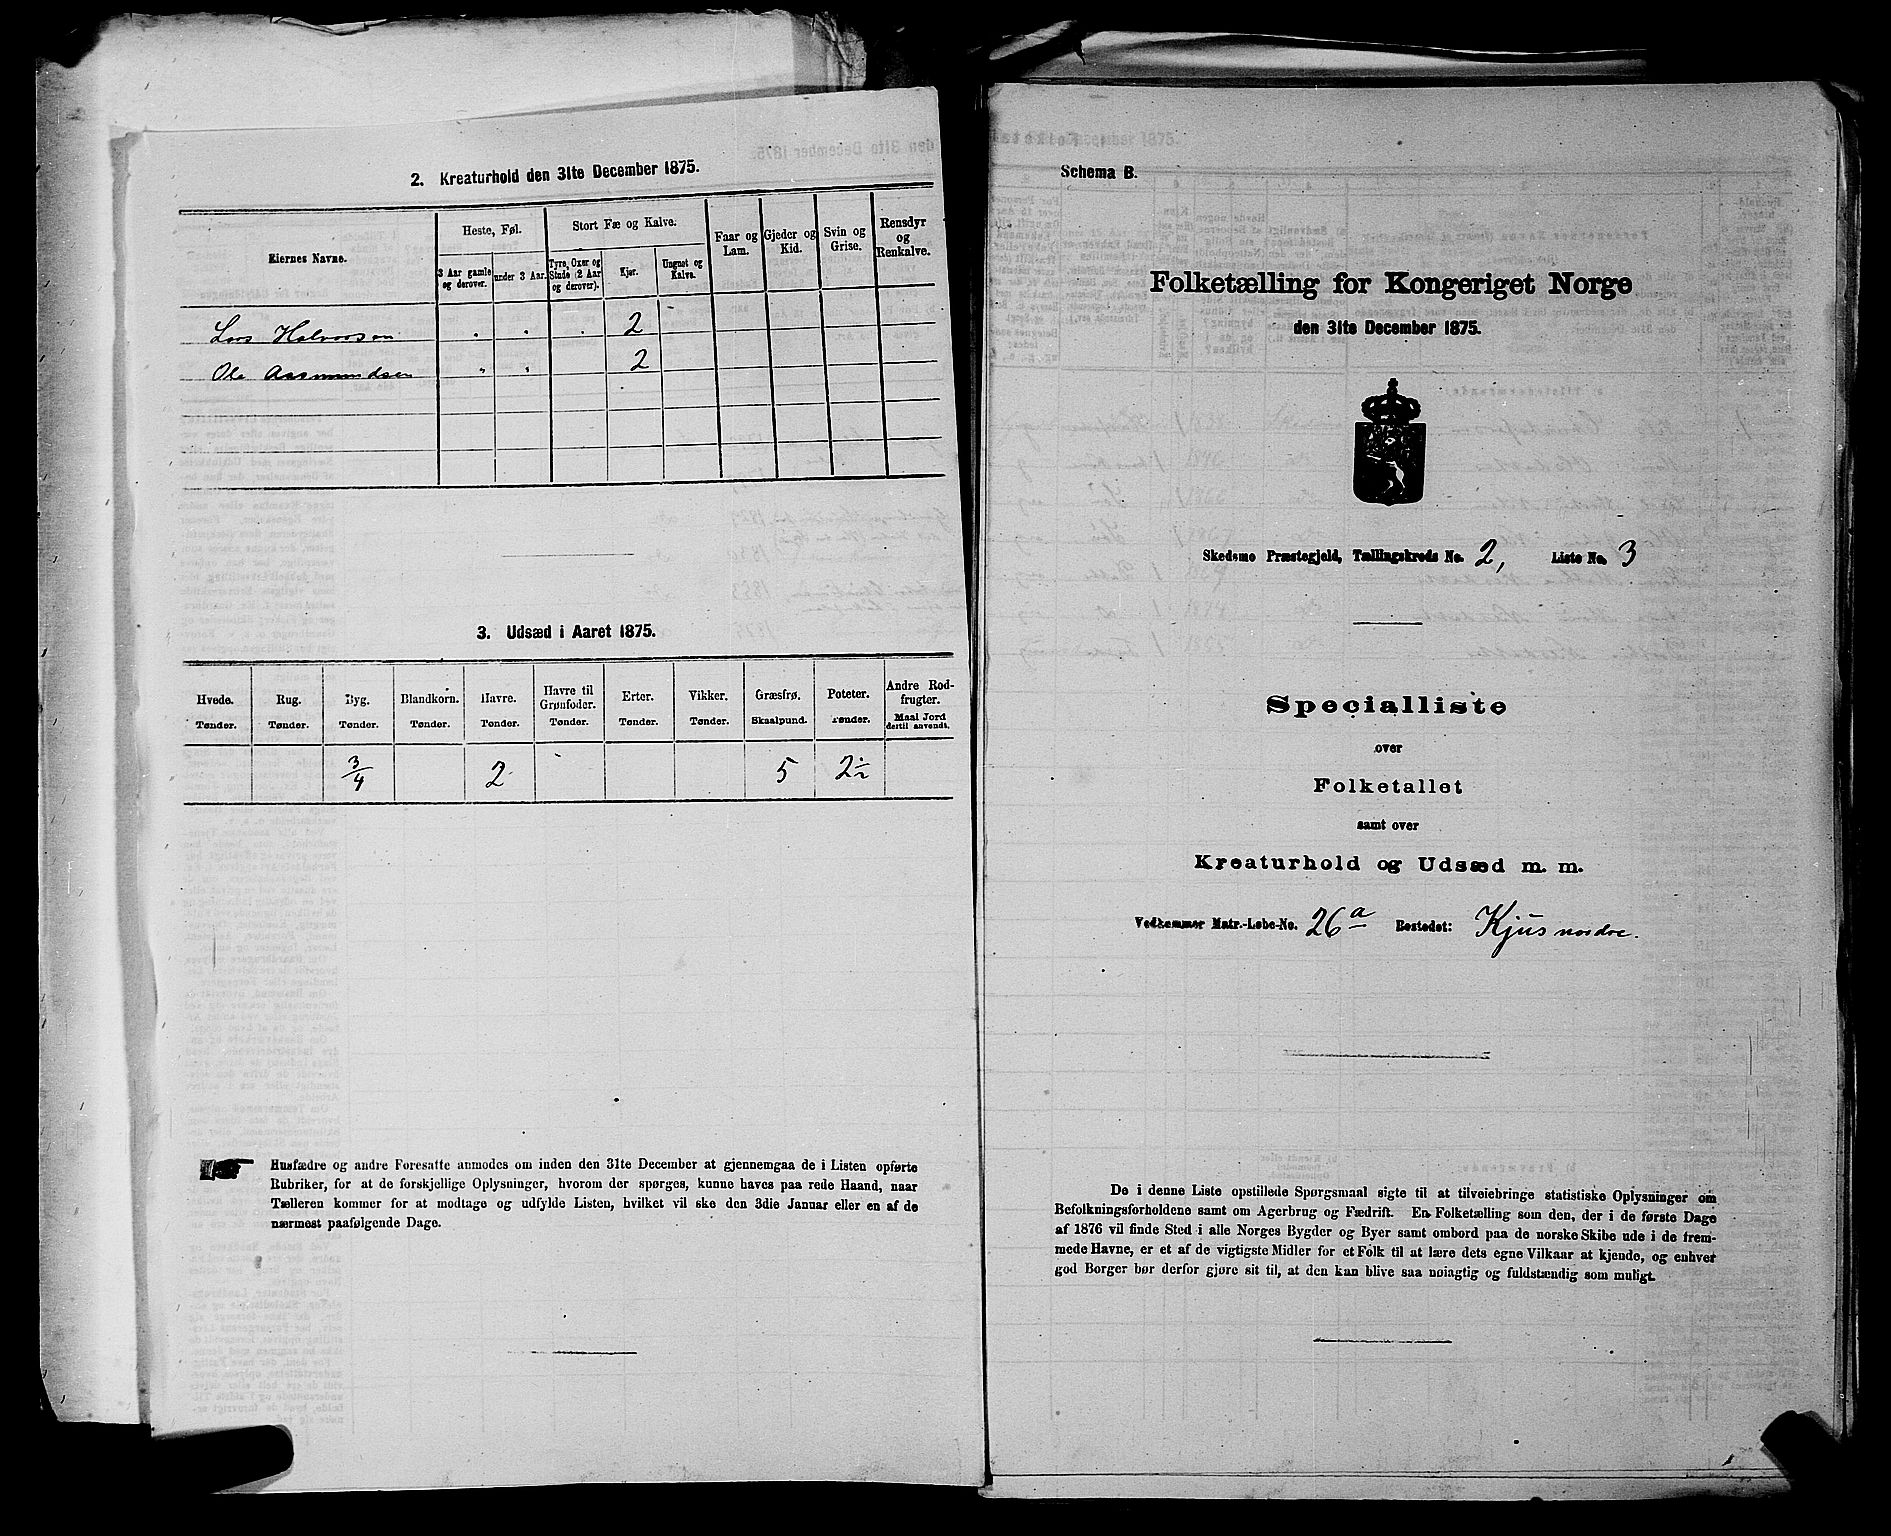 2. Kreaturhold den 31te December 1875.
Eiernes Navne.
Heste, Føl.
3 Aar gamle og derover.
under 3 Aar.
Stort Fæ og Kalve.
Tyre, Oxer og Stude (2 Aar og derover).
Kjør.
Ungnøt og Kalve.
Faar og Lam.
Gjeder og Kid.
Svin og Grise.
Rensdyr og Renkalve.
Lars Halvorsen " " . 2
Ole Assmundsen " " 2
3. Udsæd i Aaret 1875.
Hvede. Rug. Byg. Blandkorn. Havre. Havre til Grønfoder. Erter. Vikker. Græsfrø. Poteter. Andre Rodfrugter.
Tønder. Tønder. Tønder. Tønder. Tønder. Tønder. Tønder. Tønder. Skaalpund. Tønder. Maal Jord dertil anvendt.
3/4 2 5 2 1/2
Husfædre og andre Foresatte anmodes om inden den 31te December at gjennemgaa de i Listen opførte
Rubriker, for at de forskjellige Oplysninger, hvorom der spørges, kunne haves paa rede Haand, naar
Tælleren kommer for at modtage og udfylde Listen, hvilket vil ske den 3die Januar eller en af de
nærmest paafølgende Dage.
Schema B.
Folketælling for Kongeriget Norge
den 31te December 1875.
Skedsmo Præstegjeld, Tællingskreds No. 2, Liste No. 3
Specialliste
over
Folketallet
samt over
Kreaturhold og Udsæd m. m.
Vedkommer Matr.-Løbe-No. 26a Bostedet: Kjus nordre.
De i denne Liste opstillede Spørgsmaal sigte til at tilveiebringe statistiske Oplysninger om
Befolkningsforholdene samt om Agerbrug og Fædrift. En Folketælling som den, der i de første Dage
af 1876 vil finde Sted i alle Norges Bygder og Byer samt ombord paa de norske Skibe ude i de frem-
mede Havne, er et af de vigtigste Midler for et Folk til at lære dets egne Vilkaar at kjende, og enhver
god Borger bør derfor gjøre sit til, at den kan blive saa nøiagtig og fuldstændig som muligt.